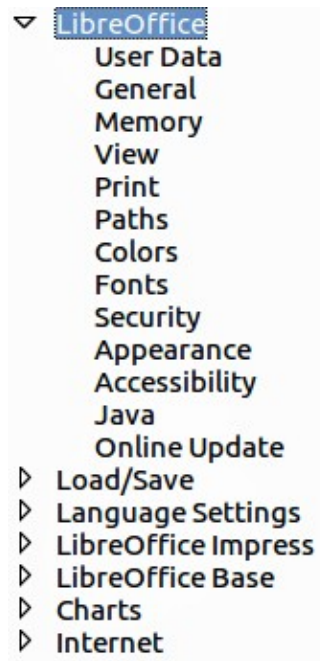 LibreOffice
User Data
General
Memory
View
Print
Paths
Colors
Fonts
Security
Appearance
Accessibility
Java
Online Update
Load/Save
Language Settings
LibreOffice Impress
LibreOffice Base
Charts
Internet